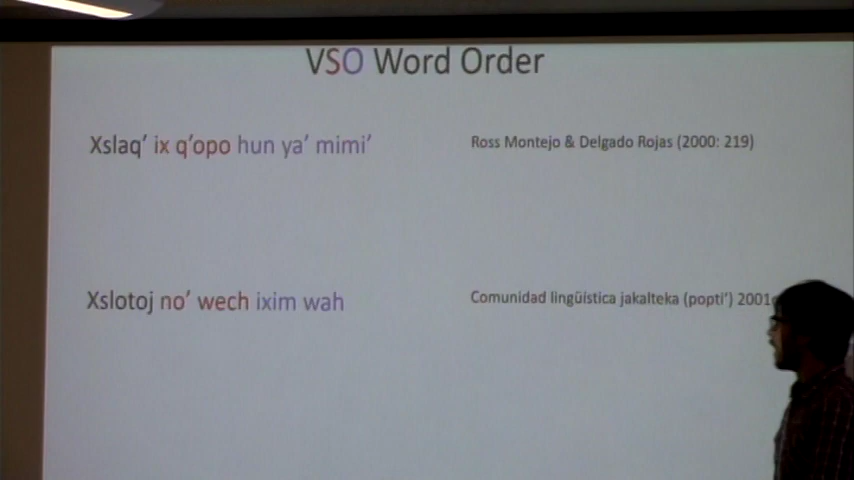 VSO Word Order
Xslaq' ix q'opo hun ya' mimi'
Ross Montejo & Delgado Rojas (2000: 219)
Xslotoj no' wech ixim wah
Comunidad lingüística jakalteka (popti') 2001